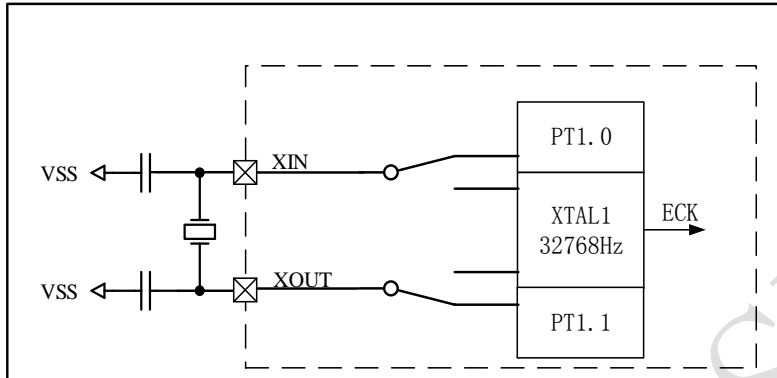 PT1.0
VSS
XIN
XTAL1
32768Hz
ECK
VSS
XOUT
PT1.1